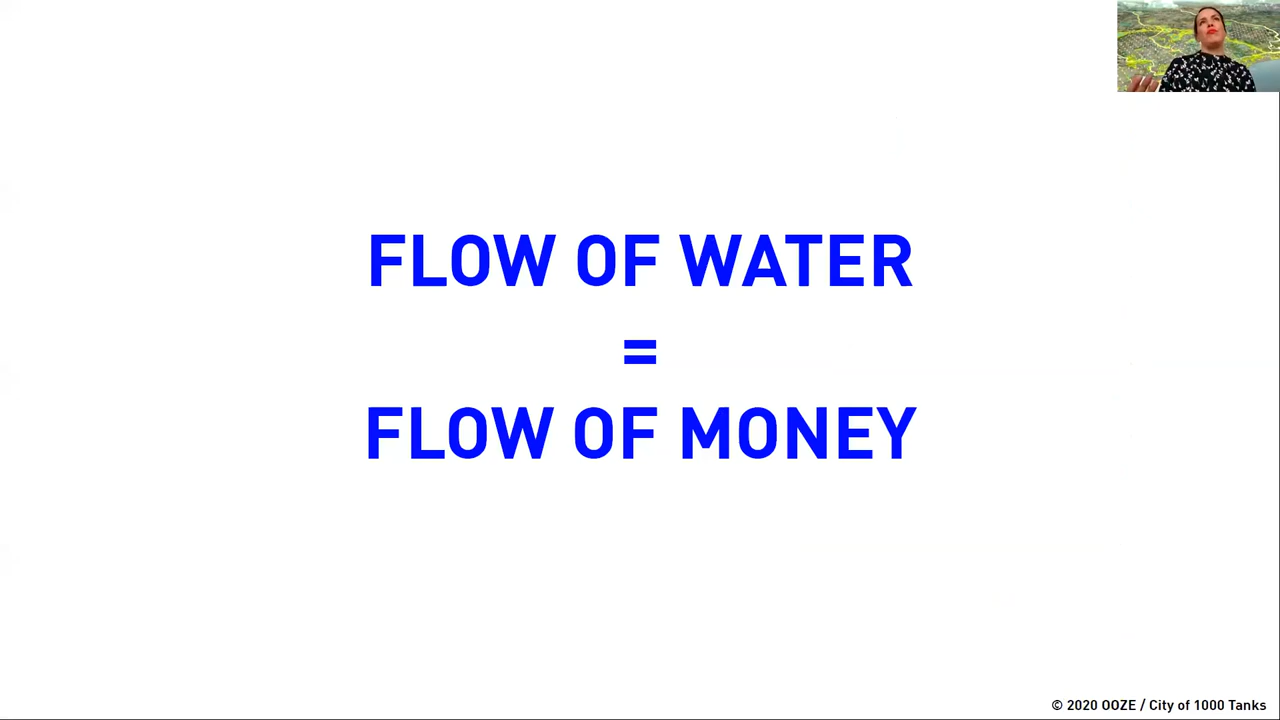 FLOW OF WATER
=
FLOW OF MONEY
© 2020 OOZE / City of 1000 Tanks